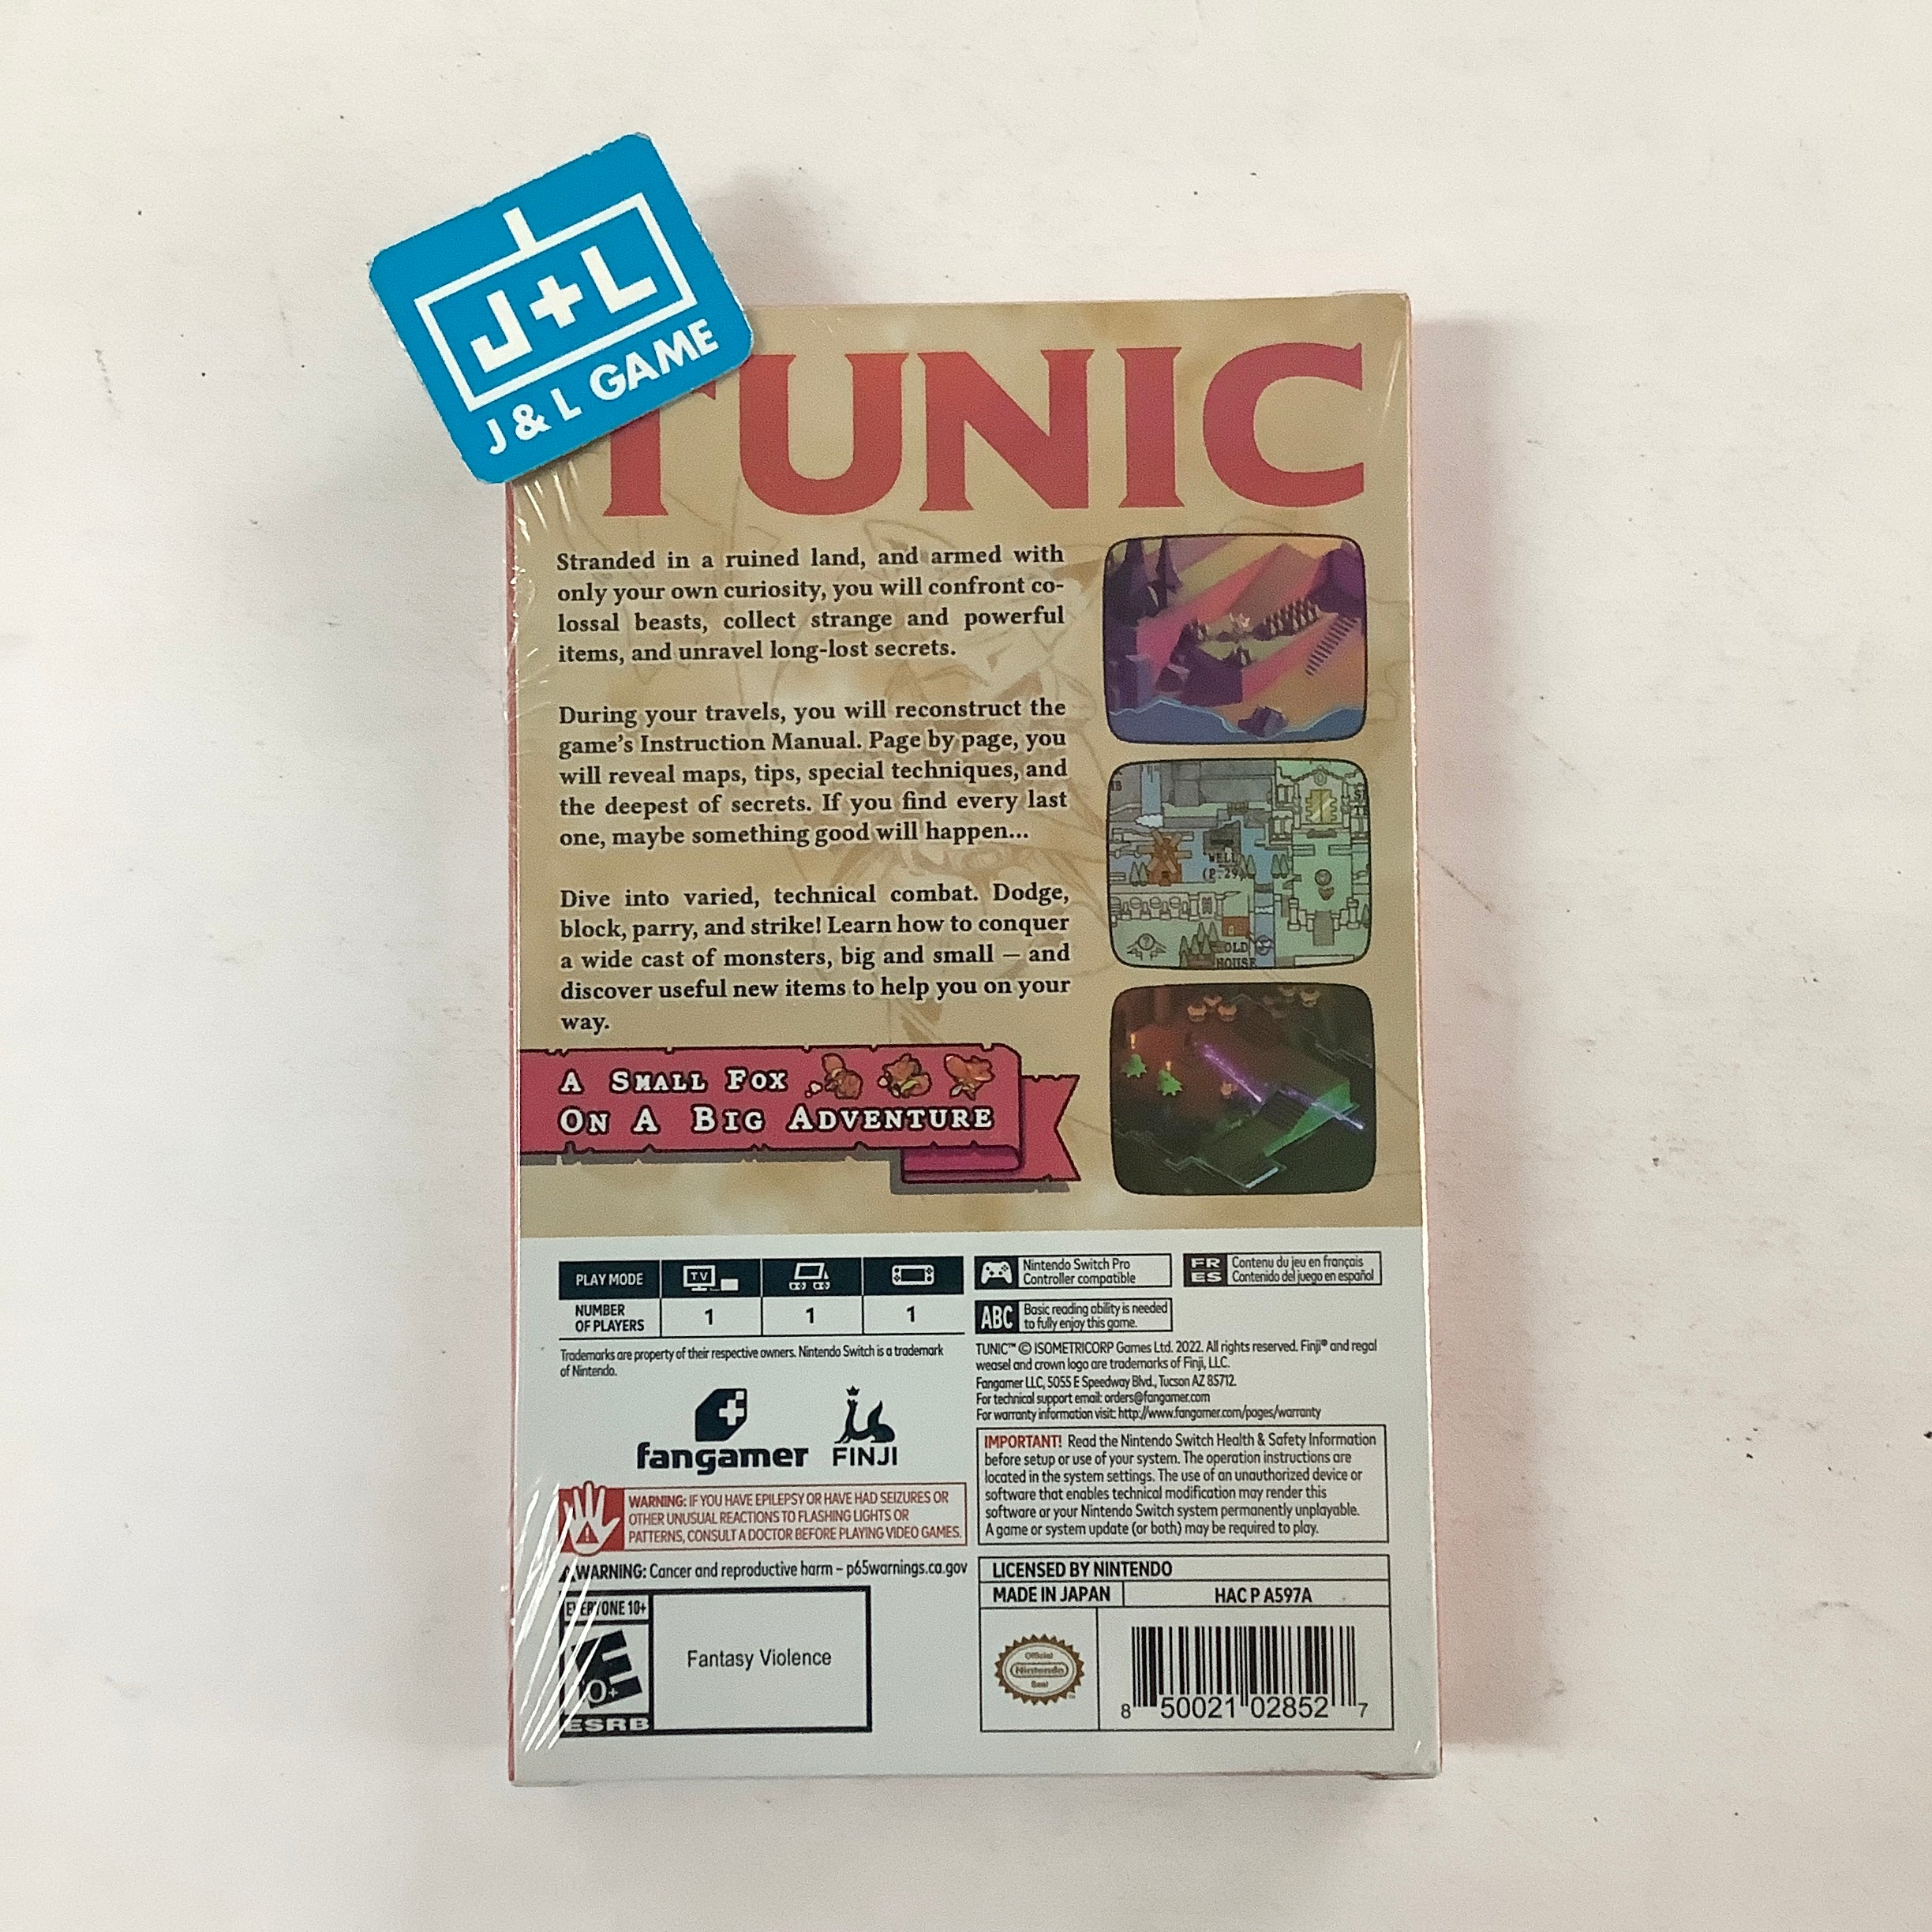 J+L
J & L GAME
TUNIC
Stranded in a ruined land, and armed with
only your own curiosity, you will confront co-
lossal beasts, collect strange and powerful
items, and unravel long-lost secrets.
During your travels, you will reconstruct the
game's Instruction Manual. Page by page, you
will reveal maps, tips, special techniques, and
the deepest of secrets. If you find every last
one, maybe something good will happen...
Dive into varied, technical combat. Dodge,
block, parry, and strike! Learn how to conquer
a wide cast of monsters, big and small – and
discover useful new items to help you on your
way.
WELL
(P.29)
OLD
HOUSE
A SMALL FOX
ON A BIG ADVENTURE
PLAY MODE
TV
NUMBER
OF PLAYERS
1 1 1
Trademarks are property of their respective owners. Nintendo Switch is a trademark
of Nintendo.
fangamer
FINJI
WARNING: IF YOU HAVE EPILEPSY OR HAVE HAD SEIZURES OR
OTHER UNUSUAL REACTIONS TO FLASHING LIGHTS OR
PATTERNS, CONSULT A DOCTOR BEFORE PLAYING VIDEO GAMES.
WARNING: Cancer and reproductive harm – p65warnings.ca.gov
EVERYONE 10+
E
10+
ESRB
Fantasy Violence
Nintendo Switch Pro
Controller compatible
FR Contenu du jeu en français
ES Contenido del juego en español
ABC
Basic reading ability is needed
to fully enjoy this game.
TUNIC™ © ISOMETRICORP Games Ltd. 2022. All rights reserved. Finji® and regal
weasel and crown logo are trademarks of Finji, LLC.
Fangamer LLC, 5055 E Speedway Blvd., Tucson AZ 85712.
For technical support email: orders@fangamer.com
For warranty information visit: http://www.fangamer.com/pages/warranty
IMPORTANT! Read the Nintendo Switch Health & Safety Information
before setup or use of your system. The operation instructions are
located in the system settings. The use of an unauthorized device or
software that enables technical modification may render this
software or your Nintendo Switch system permanently unplayable.
A game or system update (or both) may be required to play.
LICENSED BY NINTENDO
MADE IN JAPAN
HAC P A597A
Official
Nintendo
Seal
8 50021 02852 7